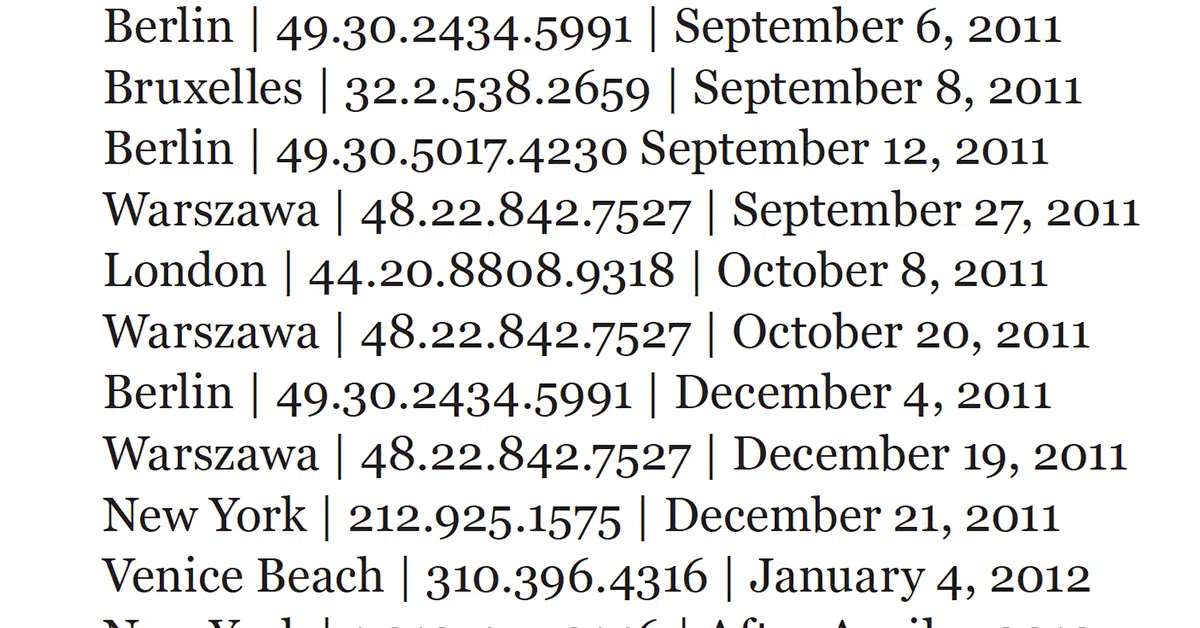 Berlin | 49.30.2434.5991 | September 6, 2011
Bruxelles | 32.2.538.2659 | September 8, 2011
Berlin | 49.30.5017.4230 September 12, 2011
Warszawa | 48.22.842.7527 | September 27, 2011
London | 44.20.8808.9318 | October 8, 2011
Warszawa | 48.22.842.7527 | October 20, 2011
Berlin | 49.30.2434.5991 | December 4, 2011
Warszawa | 48.22.842.7527 | December 19, 2011
New York | 212.925.1575 | December 21, 2011
Venice Beach | 310.396.4316 | January 4, 2012
New York |